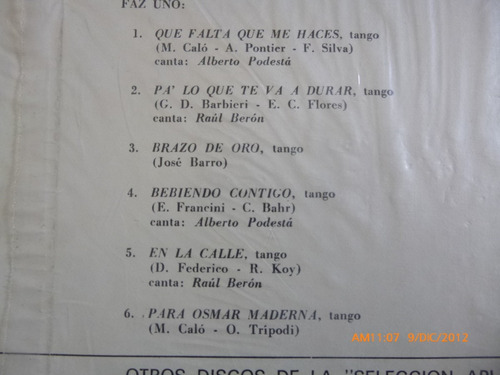 FAZ UNO:
1. QUE FALTA QUE ME HACES, tango
(M. Caló - A. Pontier - F. Silva)
canta: Alberto Podestá
2. PA' LO QUE TE VA A DURAR, tango
(G. D. Barbieri - E. C. Flores)
canta: Raúl Berón
3. BRAZO DE ORO, tango
(José Barro)
4. BEBIENDO CONTIGO, tango
(E. Francini - C. Bahr)
canta: Alberto Podestá
5. EN LA CALLE, tango
(D. Federico - R. Koy)
canta: Raúl Berón
6. PARA OSMAR MADERNA, tango
(M. Caló - O. Tripodi)
AM11:07 9/DIC/2012
OTROS DISCOS DE LA "SELECCION